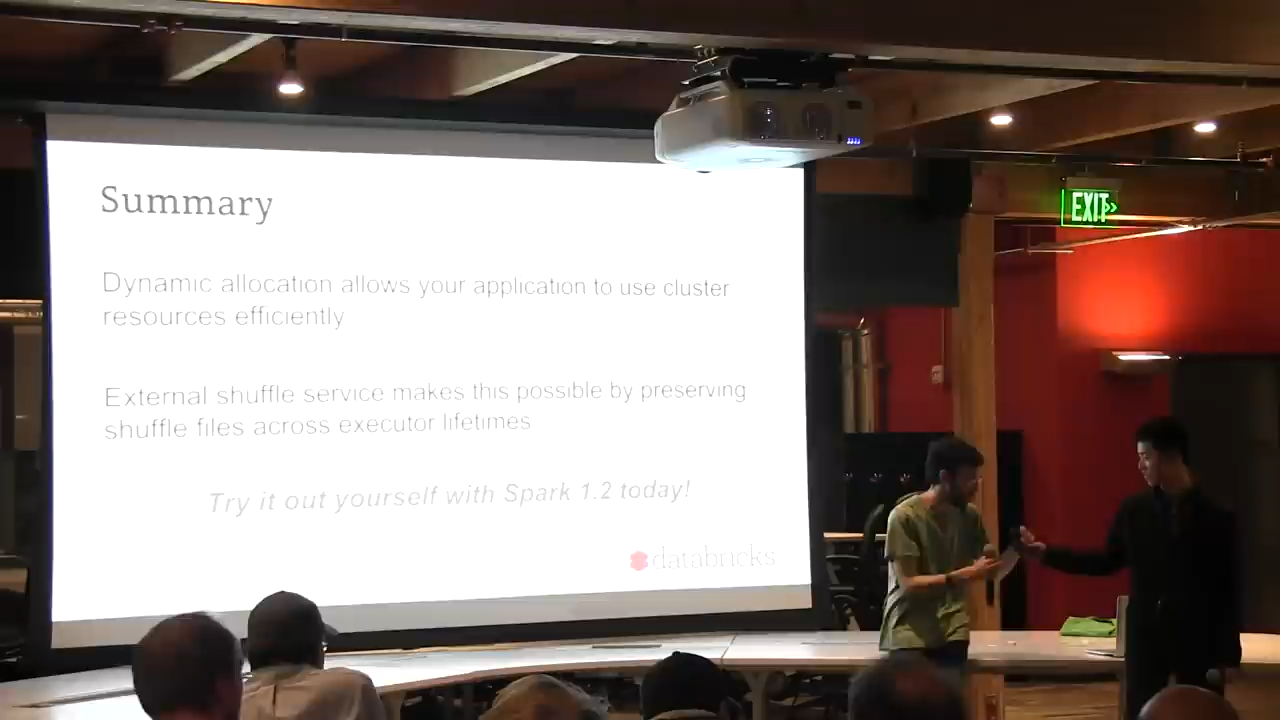 Summary
Dynamic allocation allows your application to use cluster
resources efficiently
External shuffle service makes this possible by preserving
shuffle files across executor lifetimes
Try it out yourself with Spark 1.2 today!
databricks
EXIT